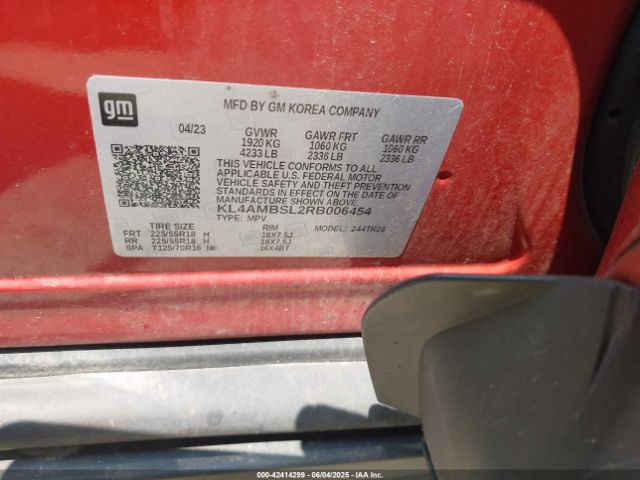 gm
MFD BY GM KOREA COMPANY
04/23 GVWR GAWR FRT GAWR RR
1920 KG 1060 KG 1060 KG
4233 LB 2336 LB 2336 LB
THIS VEHICLE CONFORMS TO ALL
APPLICABLE U.S. FEDERAL MOTOR
VEHICLE SAFETY AND THEFT PREVENTION
STANDARDS IN EFFECT ON THE DATE OF
MANUFACTURE SHOWN ABOVE.
KL4AMBSL2RB006454
TYPE: MPV MODEL: 244TR28
TIRE SIZE RIM
FRT 225/55R18 H 18X7.5J
RR 225/55R18 H 18X7.5J
SPA T125/70R16 M 16X4BT
000-42414299 - 06/04/2025 - IAAI.COM